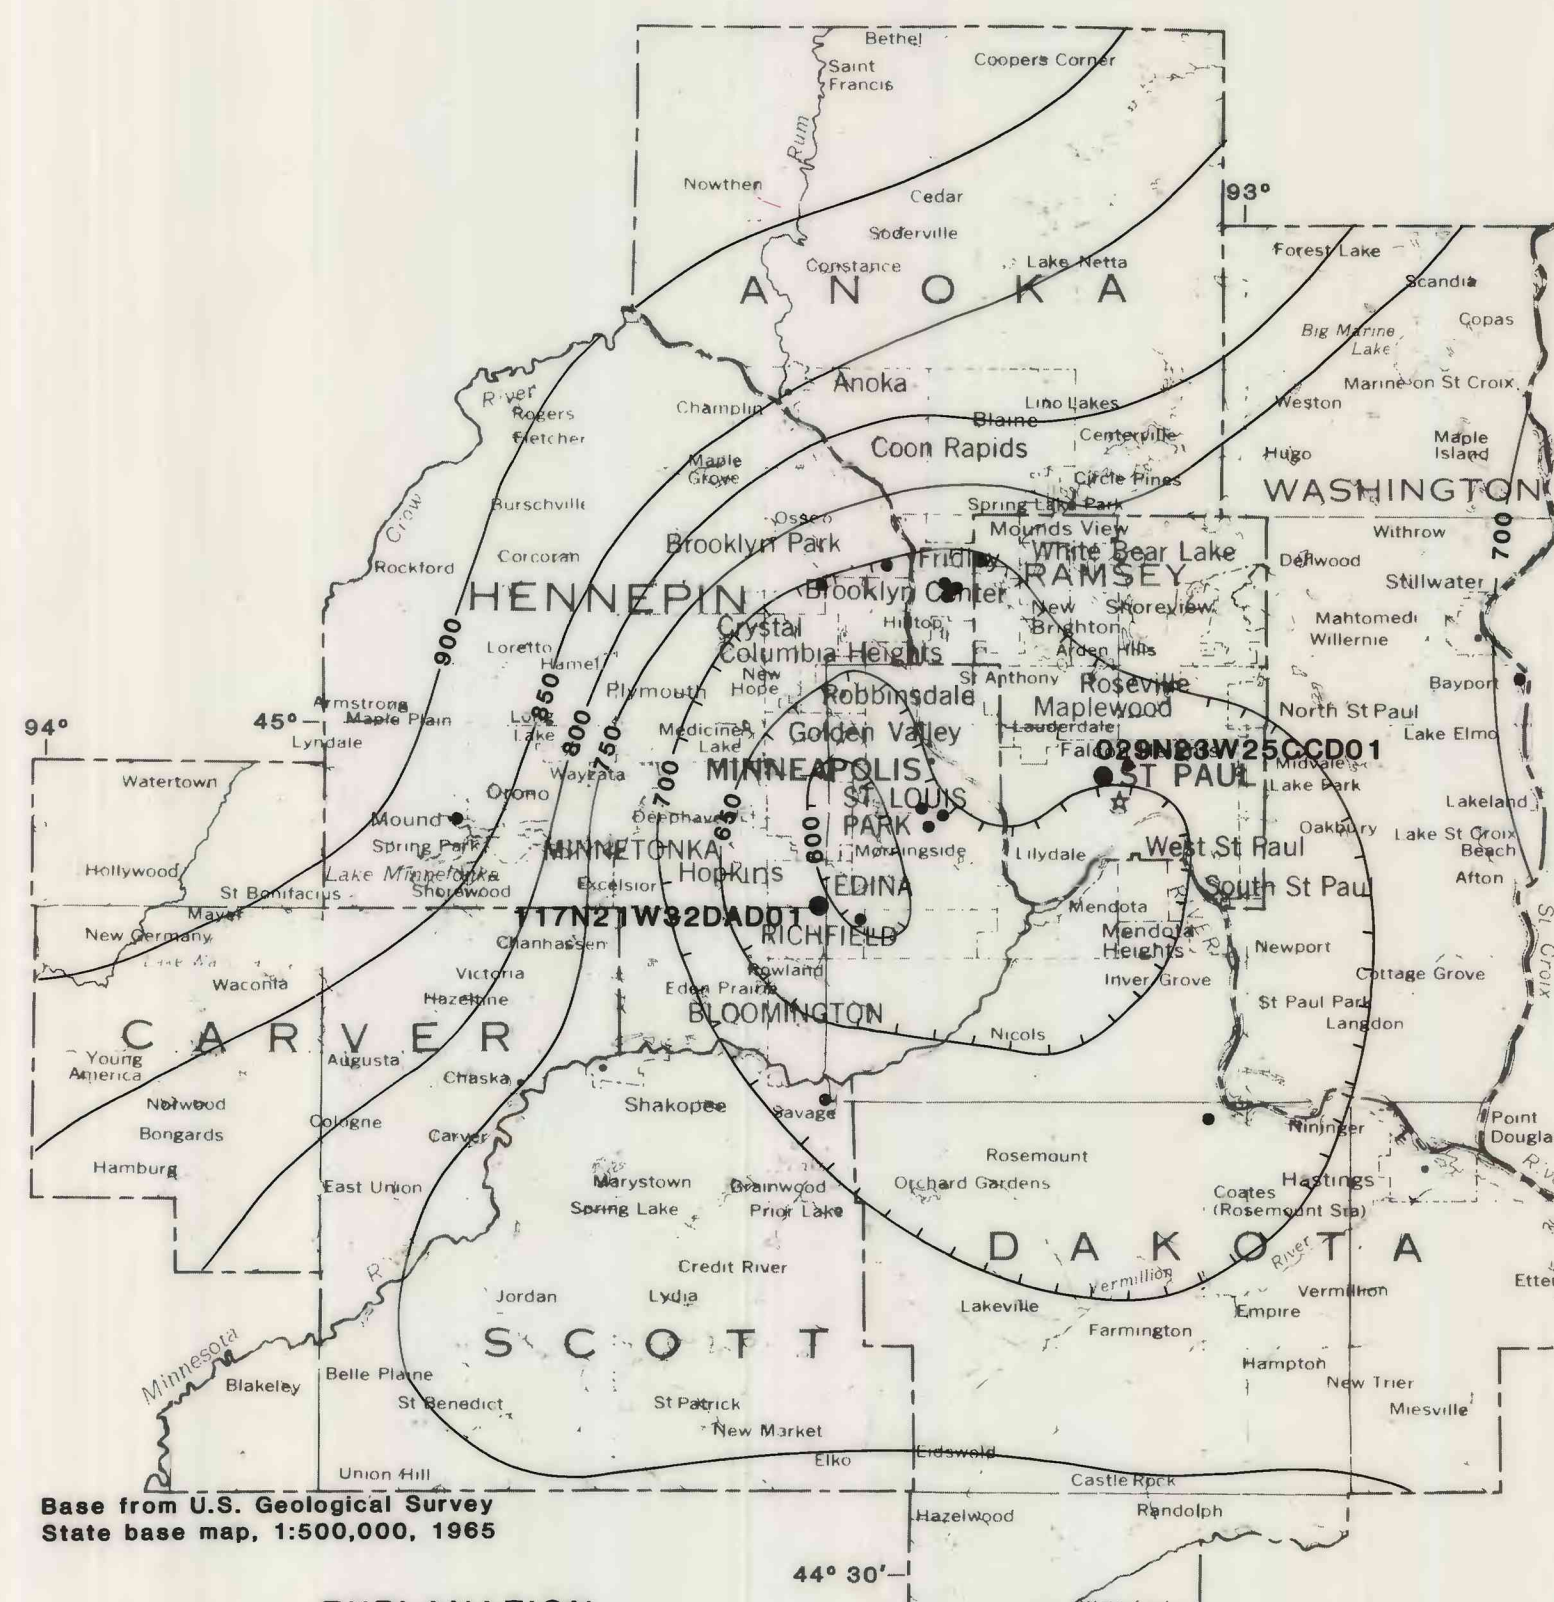 Bethel
Coopers Corner
Saint
Francis
Rum
Nowthen
Cedar
93°
Soderville
Constance
Lake Netta
Forest Lake
A N O K A
Scandia
Copas
Big Marine
Lake
Anoka
Marine on St Croix
River
Rogers
Champlin
Lino Lakes
Weston
Fletcher
Blaine
Coon Rapids
Centerville
Maple
Island
Maple
Grove
Hugo
Circle Pines
WASHINGTON
Crow
Burschville
Spring Lake Park
Osseo
Mounds View
Withrow
700
Brooklyn Park
Corcoran
Fridley
White Bear Lake
Dellwood
Rockford
RAMSEY
Stillwater
HENNEPIN
Brooklyn Center
New
Brighton
Shoreview
Mahtomedi
Willernie
Hilltop
Crystal
900
Loretto
Columbia Heights
Arden Hills
Hamel
New
Hope
St Anthony
Roseville
Bayport
Plymouth
Robbinsdale
Maplewood
North St Paul
Armstrong
Maple Plain
850
Long
Lake
94°
45°
Medicine
Lake
Golden Valley
Lauderdale
Lake Elmo
Lyndale
800
750
029N23W25CCD01
Watertown
Wayzata
700
MINNEAPOLIS
ST PAUL
Midvale
Lake Park
Orono
ST LOUIS
PARK
Lakeland
Mound
Deephaven
650
600
Oakbury
Lake St Croix
Beach
Spring Park
MINNETONKA
Morningside
Lilydale
West St Paul
Hollywood
Lake Minnetonka
Hopkins
Afton
St Bonifacius
Shorewood
Excelsior
EDINA
South St Paul
Mayer
117N21W32DAD01
Mendota
RIVER
St. Croix
New Germany
Chanhassen
RICHFIELD
Mendota
Heights
Newport
Waconia
Victoria
Rowland
Inver Grove
Cottage Grove
Hazeltine
Eden Prairie
St Paul Park
BLOOMINGTON
Langdon
C A R V E R
Nicols
Young
America
Augusta
Chaska
Norwood
Shakopee
Savage
Point
Dougla
Bongards
Cologne
Carver
Nininger
Hamburg
Rosemount
East Union
Marystown
Grainwood
Orchard Gardens
Hastings
Coates
(Rosemount Sta)
Spring Lake
Prior Lake
D A K O T A
River
Credit River
Vermillion
Jordan
Lydia
Lakeville
Vermillion
Empire
S C O T T
Farmington
Minnesota
R
Hampton
Blakeley
Belle Plaine
New Trier
St Benedict
St Patrick
Miesville
New Market
Elko
Eidswold
Union Hill
Castle Rock
Base from U.S. Geological Survey
State base map, 1:500,000, 1965
Hazelwood
Randolph
44° 30'